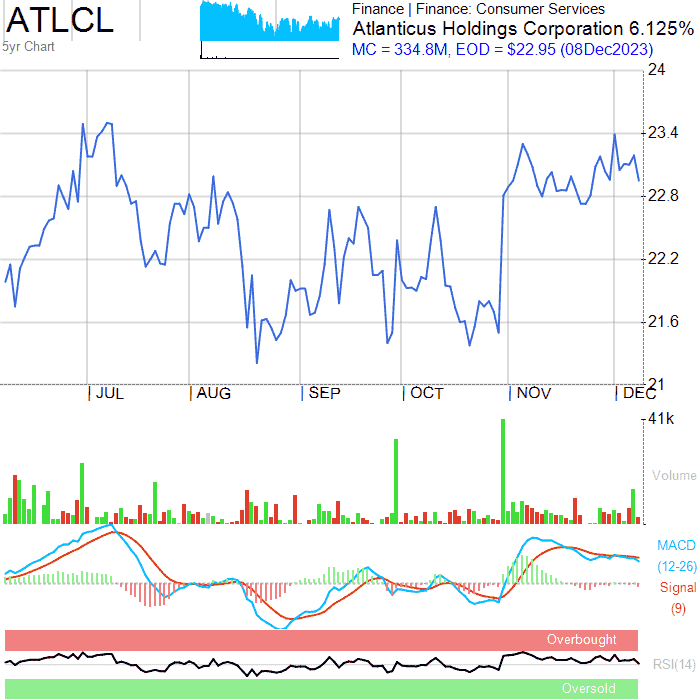 ATLCL
5yr Chart
Finance | Finance: Consumer Services
Atlanticus Holdings Corporation 6.125%
MC = 334.8M, EOD = $22.95 (08Dec2023)
24
23.4
22.8
22.2
21.6
21
JUL AUG SEP OCT NOV DEC
41k
Volume
MACD
(12-26)
Signal
(9)
Overbought
RSI(14)
Oversold